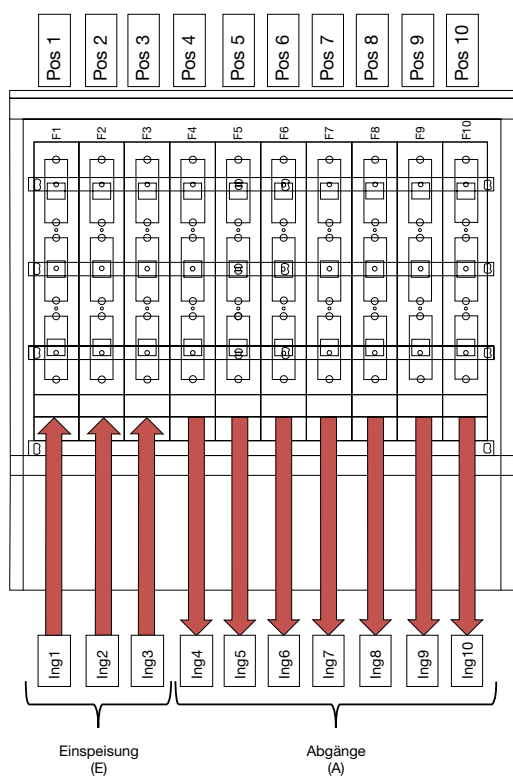 Pos 1
Pos 2
Pos 3
Pos 4
Pos 5
Pos 6
Pos 7
Pos 8
Pos 9
Pos 10
F1
F2
F3
F4
F5
F6
F7
F8
F9
F10
Ing1
Ing2
Ing3
Ing4
Ing5
Ing6
Ing7
Ing8
Ing9
Ing10
Einspeisung
(E)
Abgänge
(A)